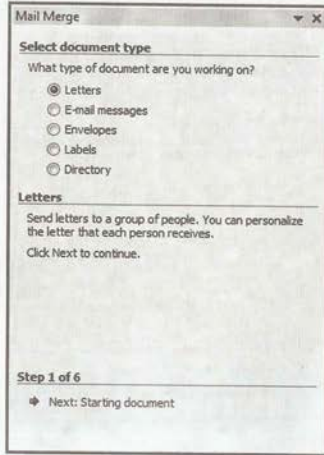 Mail Merge
Select document type
What type of document are you working on?
Letters
E-mail messages
Envelopes
Labels
Directory
Letters
Send letters to a group of people. You can personalize
the letter that each person receives.
Click Next to continue.
Step 1 of 6
Next: Starting document